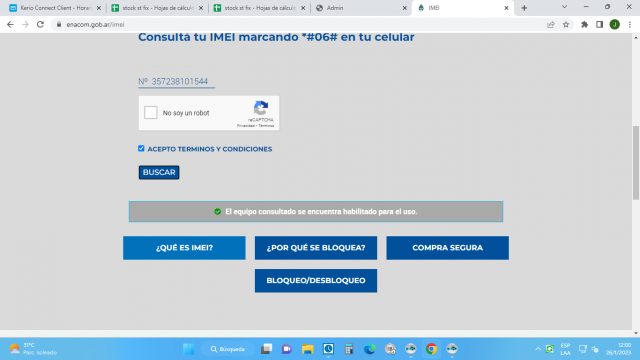 Kerio Connect Client - Horar
stock st fix - Hojas de cálculo
stock st fix - Hojas de cálculo
Admin
IMEI
enacom.gob.ar/imei
J
Consultá tu IMEI marcando *#06# en tu celular
Nº 357238101544
No soy un robot
reCAPTCHA
Privacidad - Términos
ACEPTO TERMINOS Y CONDICIONES
BUSCAR
El equipo consultado se encuentra habilitado para el uso.
¿QUÉ ES IMEI?
¿POR QUÉ SE BLOQUEA?
COMPRA SEGURA
BLOQUEO/DESBLOQUEO
31°C
Parc. soleado
Búsqueda
ESP
LAA
12:00
26/1/2023